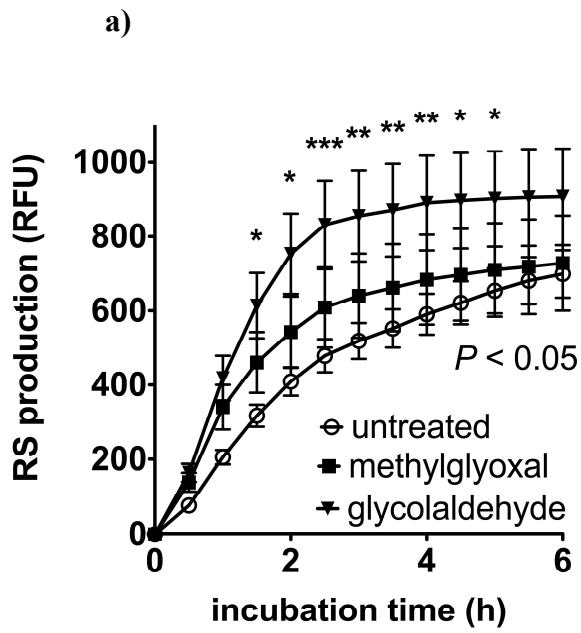 a)
* * *** ** ** ** * *
1000
800
600
400
200
0
RS production (RFU)
P < 0.05
untreated
methylglyoxal
glycolaldehyde
0 2 4 6
incubation time (h)